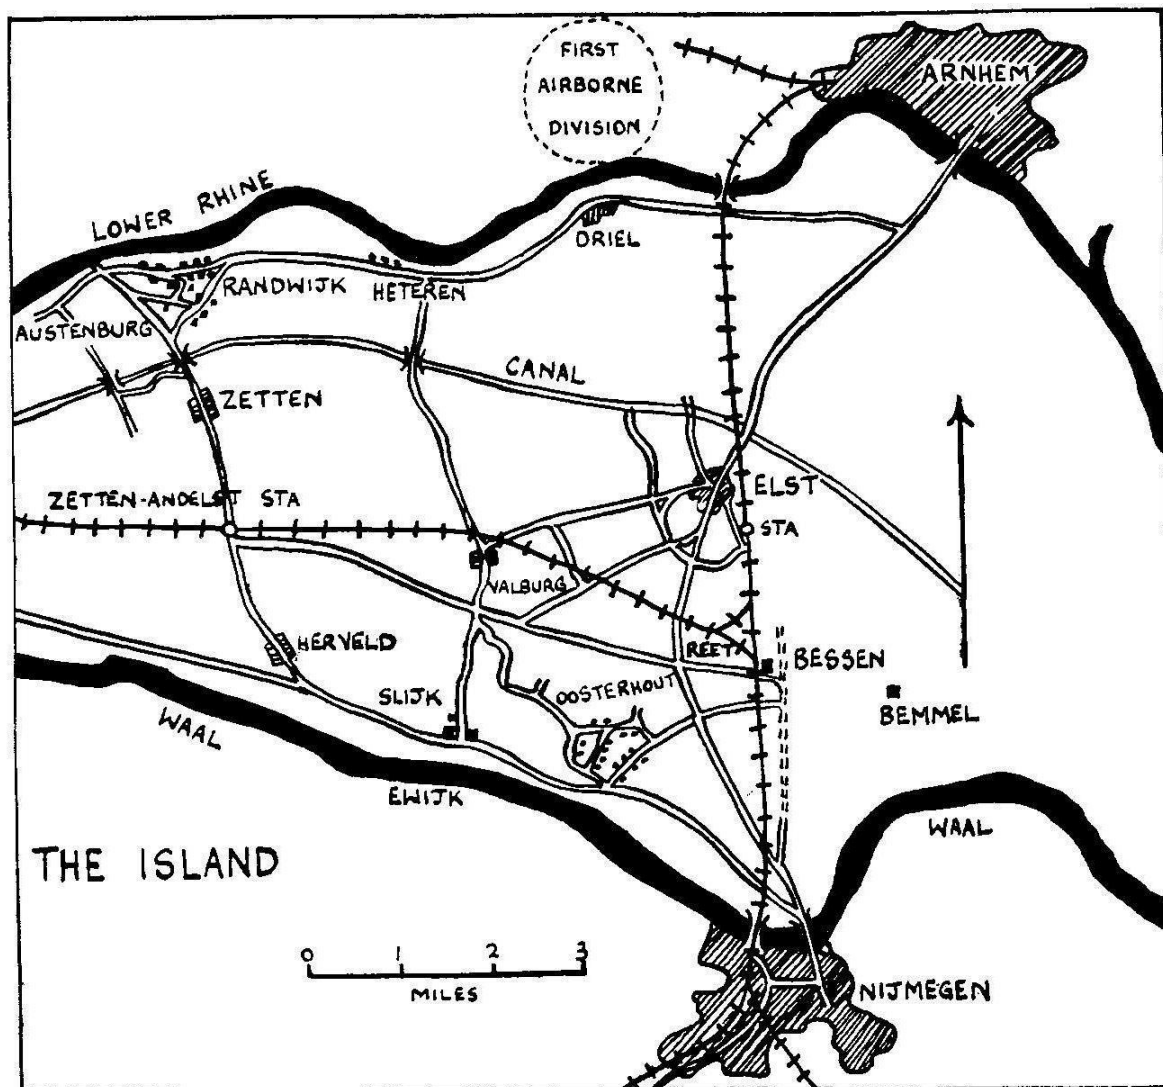 FIRST
AIRBORNE
DIVISION
ARNHEM
LOWER RHINE
DRIEL
RANDWIJK
HETEREN
AUSTENBURG
CANAL
ZETTEN
ELST
ZETTEN-ANDELST STA
STA
VALBURG
HERVELD
REET
BESSEN
SLIJK
OOSTERHOUT
BEMMEL
WAAL
EWIJK
WAAL
THE ISLAND
0 1 2 3
MILES
NIJMEGEN